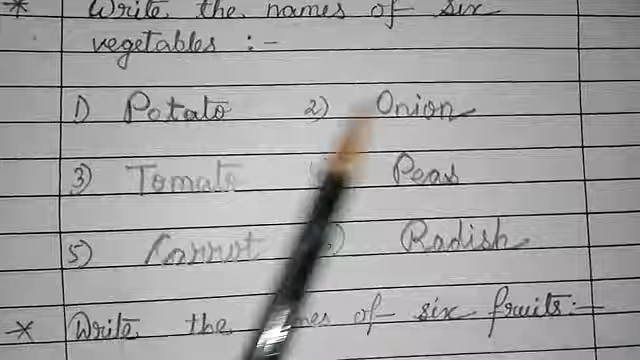 * Write the names of six
vegetables :-
1) Potato 2) Onion
3) Tomato Peas
5) Carrot ) Radish
* Write the names of six fruits:-